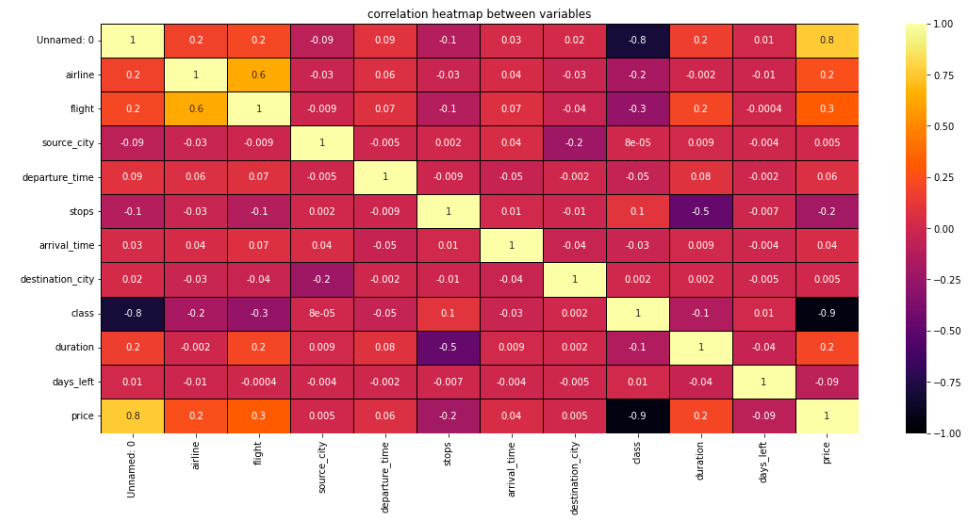 correlation heatmap between variables
Unnamed: 0 1 0.2 0.2 -0.09 0.09 -0.1 0.03 0.02 -0.8 0.2 0.01 0.8
airline 0.2 1 0.6 -0.03 0.06 -0.03 0.04 -0.03 -0.2 -0.002 -0.01 0.2
flight 0.2 0.6 1 -0.009 0.07 -0.1 0.07 -0.04 -0.3 0.2 -0.0004 0.3
source_city -0.09 -0.03 -0.009 1 -0.005 0.002 0.04 -0.2 8e-05 0.009 -0.004 0.005
departure_time 0.09 0.06 0.07 -0.005 1 -0.009 -0.05 -0.002 -0.05 0.08 -0.002 0.06
stops -0.1 -0.03 -0.1 0.002 -0.009 1 0.01 -0.01 0.1 -0.5 -0.007 -0.2
arrival_time 0.03 0.04 0.07 0.04 -0.05 0.01 1 -0.04 -0.03 0.009 -0.004 0.04
destination_city 0.02 -0.03 -0.04 -0.2 -0.002 -0.01 -0.04 1 0.002 0.002 -0.005 0.005
class -0.8 -0.2 -0.3 8e-05 -0.05 0.1 -0.03 0.002 1 -0.1 0.01 -0.9
duration 0.2 -0.002 0.2 0.009 0.08 -0.5 0.009 0.002 -0.1 1 -0.04 0.2
days_left 0.01 -0.01 -0.0004 -0.004 -0.002 -0.007 -0.004 -0.005 0.01 -0.04 1 -0.09
price 0.8 0.2 0.3 0.005 0.06 -0.2 0.04 0.005 -0.9 0.2 -0.09 1
Unnamed: 0 airline flight source_city departure_time stops arrival_time destination_city class duration days_left price
1.00
0.75
0.50
0.25
0.00
−0.25
−0.50
−0.75
−1.00